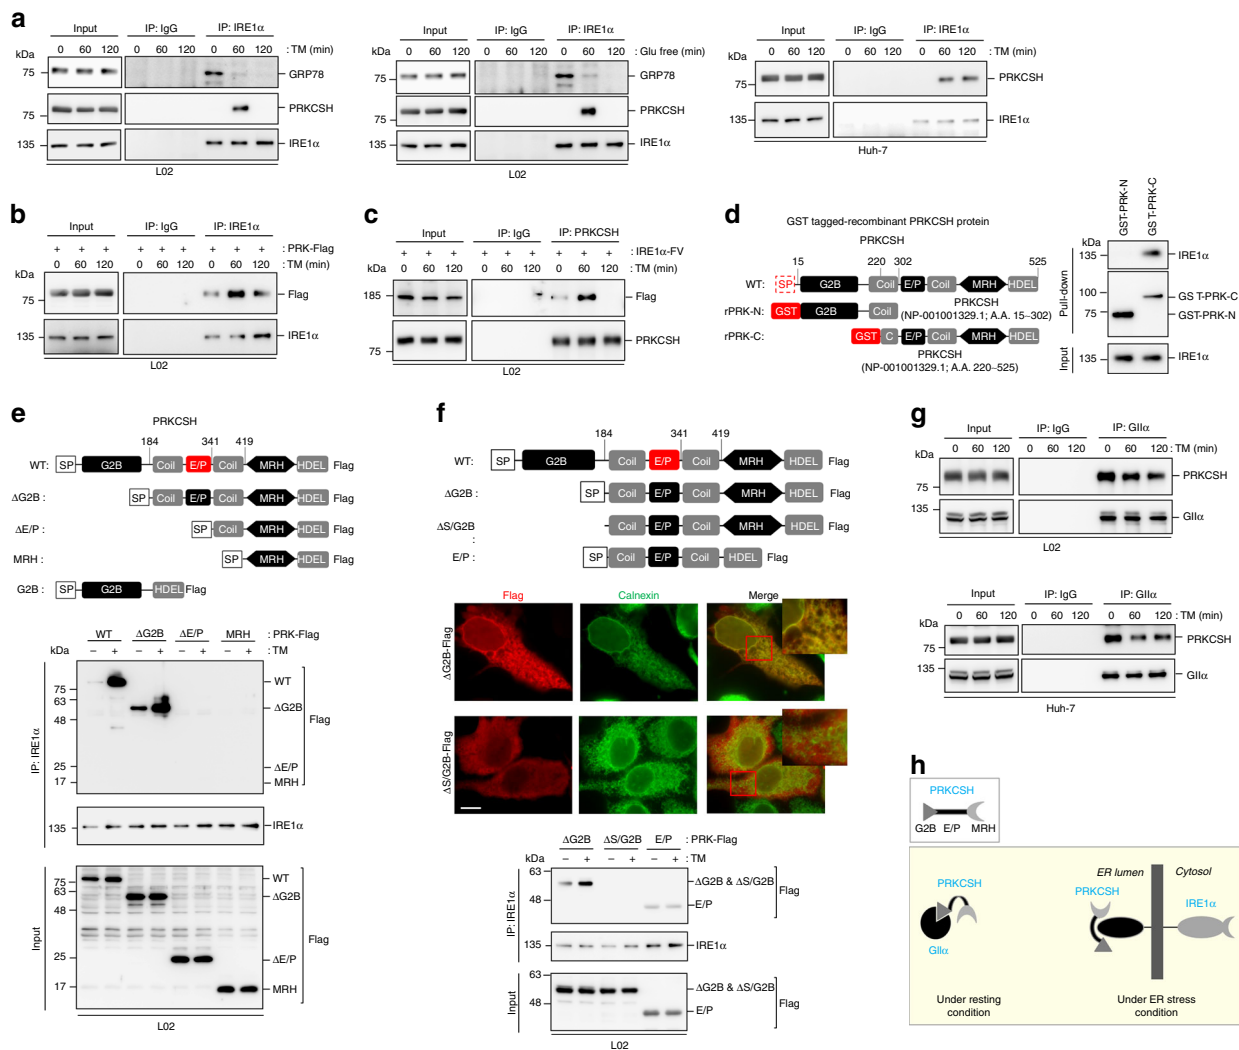 a
Input
IP: IgG
IP: IRE1α
kDa
0 60 120 0 60 120 0 60 120 : TM (min)
75
GRP78
75
PRKCSH
135
IRE1α
L02
Input
IP: IgG
IP: IRE1α
kDa
0 60 120 0 60 120 0 60 120 : Glu free (min)
75
GRP78
75
PRKCSH
135
IRE1α
L02
Input
IP: IgG
IP: IRE1α
kDa
0 60 120 0 60 120 0 60 120 : TM (min)
75
PRKCSH
135
IRE1α
Huh-7
b
Input
IP: IgG
IP: IRE1α
+ + + + + + + + + : PRK-Flag
0 60 120 0 60 120 0 60 120 : TM (min)
kDa
75
Flag
135
IRE1α
L02
c
Input
IP: IgG
IP: PRKCSH
+ + + + + + + + + : IRE1α-FV
0 60 120 0 60 120 0 60 120 : TM (min)
kDa
185
Flag
75
PRKCSH
L02
d
GST tagged-recombinant PRKCSH protein
PRKCSH
15 220 302 525
WT: SP G2B Coil E/P Coil MRH HDEL
rPRK-N: GST G2B Coil
PRKCSH
(NP-001001329.1; A.A. 15–302)
rPRK-C: GST C E/P Coil MRH HDEL
PRKCSH
(NP-001001329.1; A.A. 220–525)
GST-PRK-N
GST-PRK-C
kDa
135
IRE1α
Pull-down
100
GST-PRK-C
75
GST-PRK-N
Input
135
IRE1α
e
PRKCSH
184 341 419
WT: SP G2B Coil E/P Coil MRH HDEL Flag
ΔG2B : SP Coil E/P Coil MRH HDEL Flag
ΔE/P : SP Coil MRH HDEL Flag
MRH : SP MRH HDEL Flag
G2B : SP G2B HDEL Flag
WT ΔG2B ΔE/P MRH : PRK-Flag
kDa
– + – + – + – + : TM
IP: IRE1α
75
63
48
25
17
WT
ΔG2B
ΔE/P
MRH
Flag
135
IRE1α
Input
75
63
48
25
17
WT
ΔG2B
ΔE/P
MRH
Flag
L02
f
184 341 419
WT: SP G2B Coil E/P Coil MRH HDEL Flag
ΔG2B : SP Coil E/P Coil MRH HDEL Flag
ΔS/G2B : Coil E/P Coil MRH HDEL Flag
E/P : SP Coil E/P Coil HDEL Flag
Flag
Calnexin
Merge
ΔG2B-Flag
ΔS/G2B-Flag
ΔG2B ΔS/G2B E/P : PRK-Flag
kDa
– + – + – + : TM
IP: IRE1α
63
48
ΔG2B & ΔS/G2B
E/P
Flag
135
IRE1α
Input
63
48
ΔG2B & ΔS/G2B
E/P
Flag
L02
g
Input
IP: IgG
IP: GIIα
0 60 120 0 60 120 0 60 120 : TM (min)
kDa
75
PRKCSH
135
GIIα
L02
Input
IP: IgG
IP: GIIα
0 60 120 0 60 120 0 60 120 : TM (min)
kDa
75
PRKCSH
135
GIIα
Huh-7
h
PRKCSH
G2B E/P MRH
ER lumen
Cytosol
PRKCSH
GIIα
PRKCSH
IRE1α
Under resting
condition
Under ER stress
condition